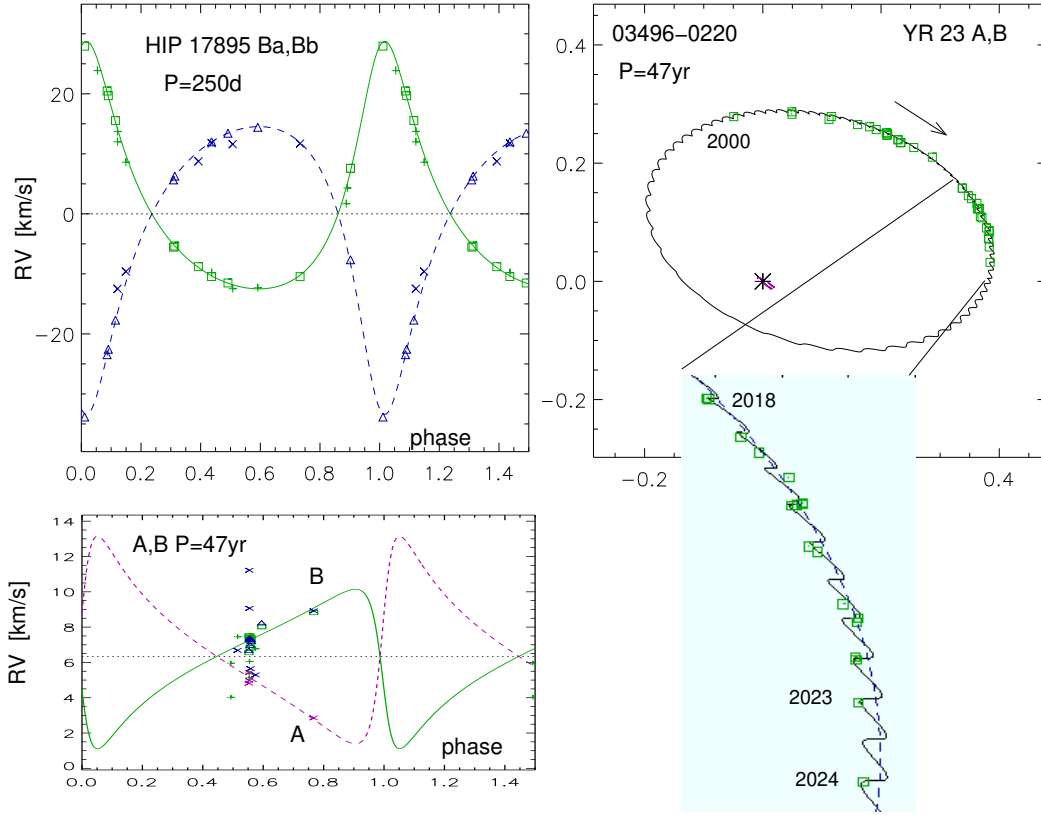 HIP 17895 Ba,Bb
P=250d
RV [km/s]
20
0
−20
phase
0.0 0.2 0.4 0.6 0.8 1.0 1.2 1.4
03496−0220 YR 23 A,B
P=47yr
0.4
2000
0.2
0.0
−0.2
−0.2 0.4
2018
2023
2024
A,B P=47yr
RV [km/s]
14
12
10
8
6
4
2
0
B
A
phase
0.0 0.2 0.4 0.6 0.8 1.0 1.2 1.4